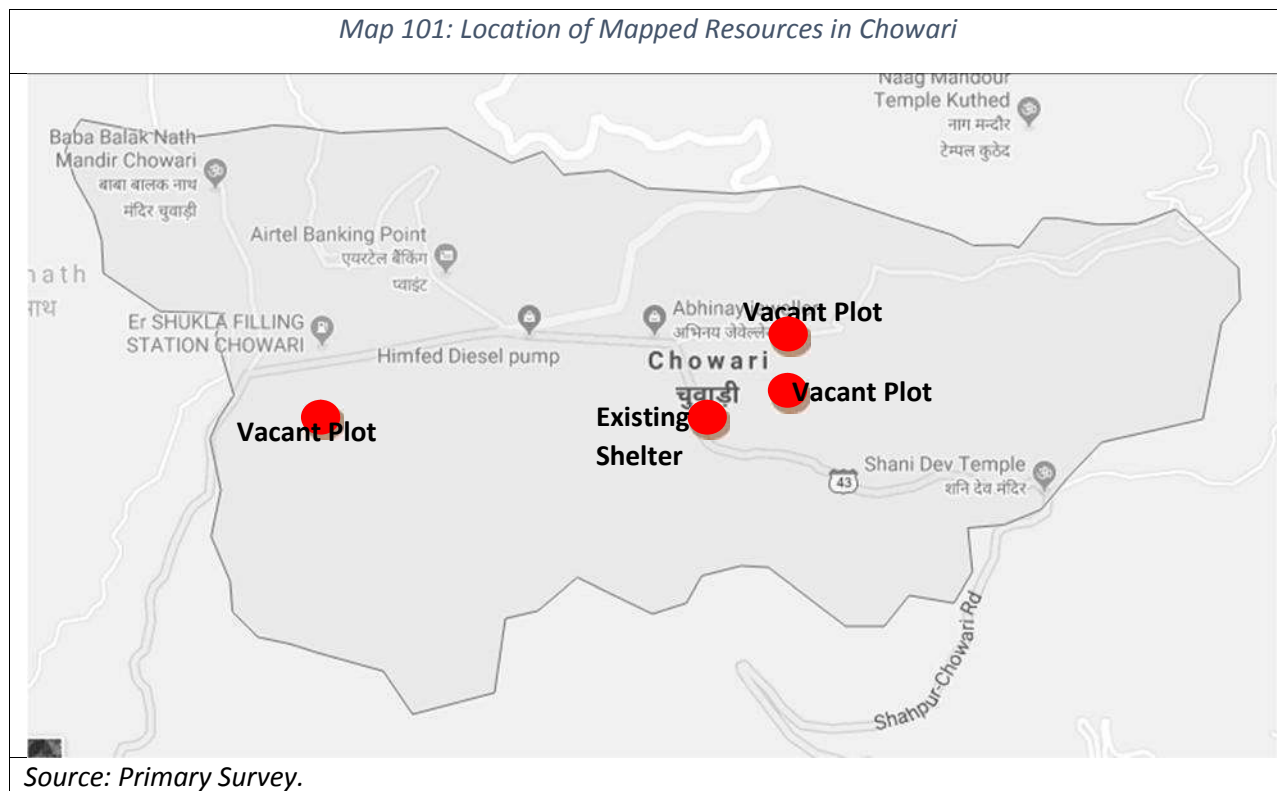 Map 101: Location of Mapped Resources in Chowari
Naag Mandour
Temple Kuthed
नाग मन्दौर
टेम्पल कुठेद
Baba Balak Nath
Mandir Chowari
बाबा बालक नाथ
मंदिर चुवाड़ी
Airtel Banking Point
एयरटेल बैंकिंग
प्वाइंट
नाथ
Er SHUKLA FILLING
STATION CHOWARI
Himfed Diesel pump
Abhinay jeweller
अभिनय जेवेल्ले
Vacant Plot
Chowari
चुवाड़ी
Vacant Plot
Vacant Plot
Existing
Shelter
Shani Dev Temple
शनि देव मंदिर
43
Shahpur-Chowari Rd
Source: Primary Survey.